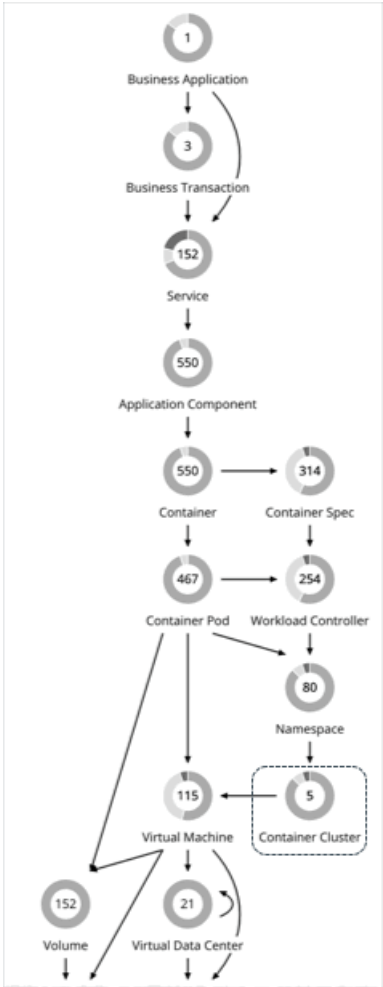 1
Business Application
3
Business Transaction
152
Service
550
Application Component
550
Container
314
Container Spec
467
Container Pod
254
Workload Controller
80
Namespace
115
Virtual Machine
5
Container Cluster
152
Volume
21
Virtual Data Center